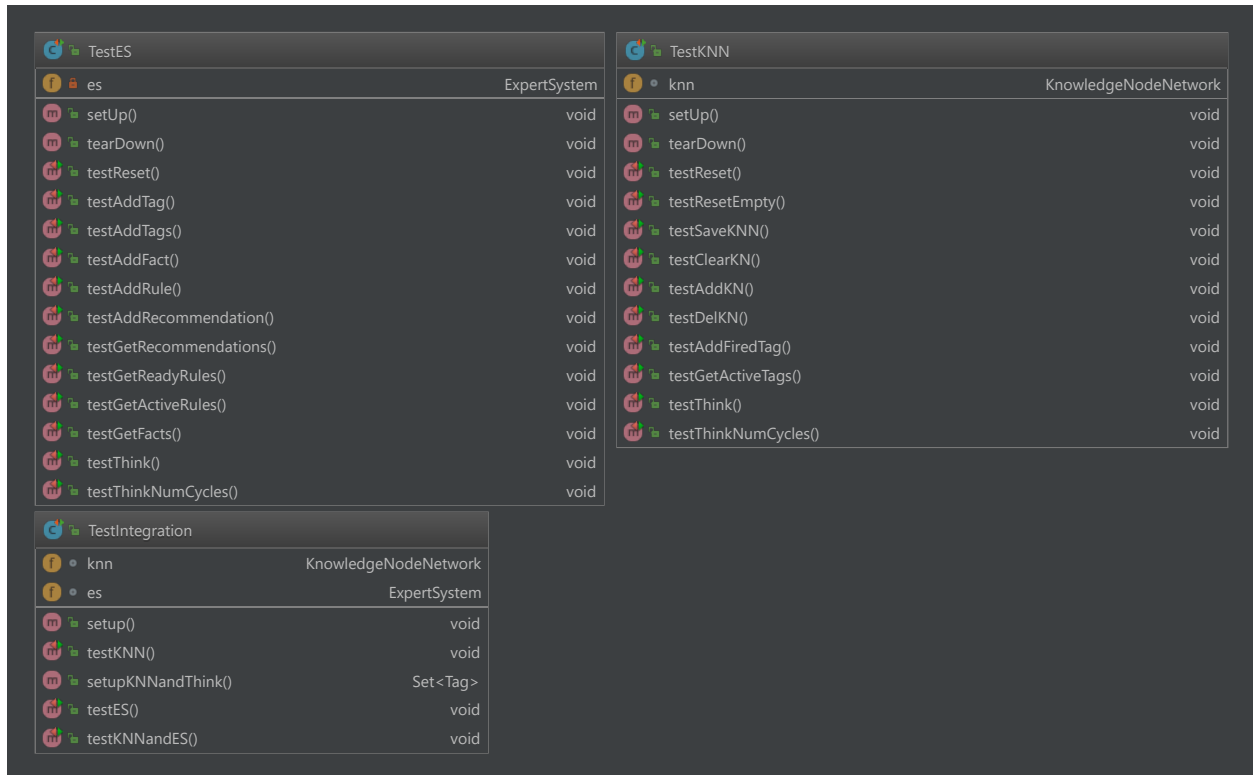 TestES
es ExpertSystem
setUp() void
tearDown() void
testReset() void
testAddTag() void
testAddTags() void
testAddFact() void
testAddRule() void
testAddRecommendation() void
testGetRecommendations() void
testGetReadyRules() void
testGetActiveRules() void
testGetFacts() void
testThink() void
testThinkNumCycles() void
TestKNN
knn KnowledgeNodeNetwork
setUp() void
tearDown() void
testReset() void
testResetEmpty() void
testSaveKNN() void
testClearKN() void
testAddKN() void
testDelKN() void
testAddFiredTag() void
testGetActiveTags() void
testThink() void
testThinkNumCycles() void
TestIntegration
knn KnowledgeNodeNetwork
es ExpertSystem
setup() void
testKNN() void
setupKNNandThink() Set<Tag>
testES() void
testKNNandES() void